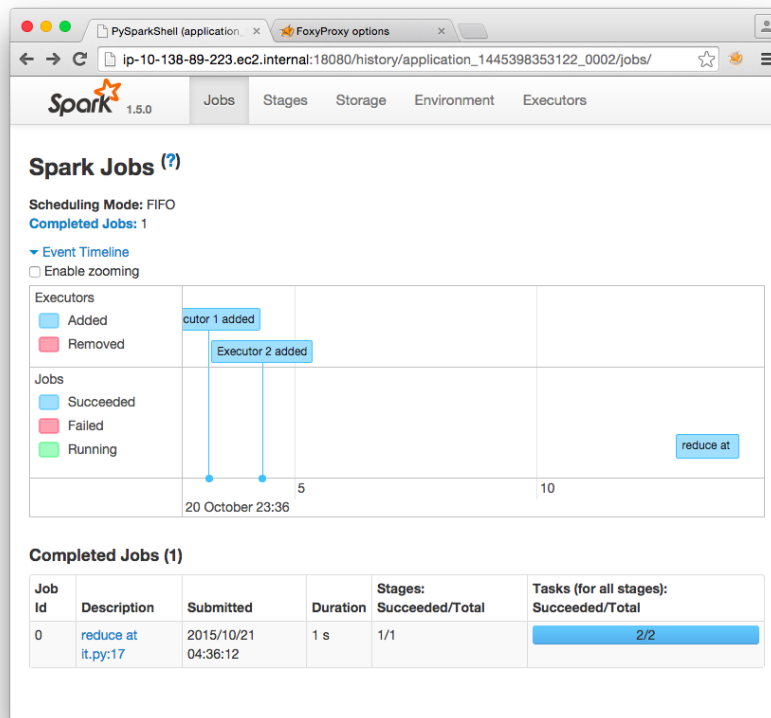 PySparkShell (application_
FoxyProxy options
ip-10-138-89-223.ec2.internal:18080/history/application_1445398353122_0002/jobs/
Spark 1.5.0 Jobs Stages Storage Environment Executors
Spark Jobs (?)
Scheduling Mode: FIFO
Completed Jobs: 1
Event Timeline
Enable zooming
Executors
Added
Removed
cutor 1 added
Executor 2 added
Jobs
Succeeded
Failed
Running
reduce at
5 10
20 October 23:36
Completed Jobs (1)
Job Id Description Submitted Duration Stages: Succeeded/Total Tasks (for all stages): Succeeded/Total
0 reduce at it.py:17 2015/10/21 04:36:12 1 s 1/1 2/2